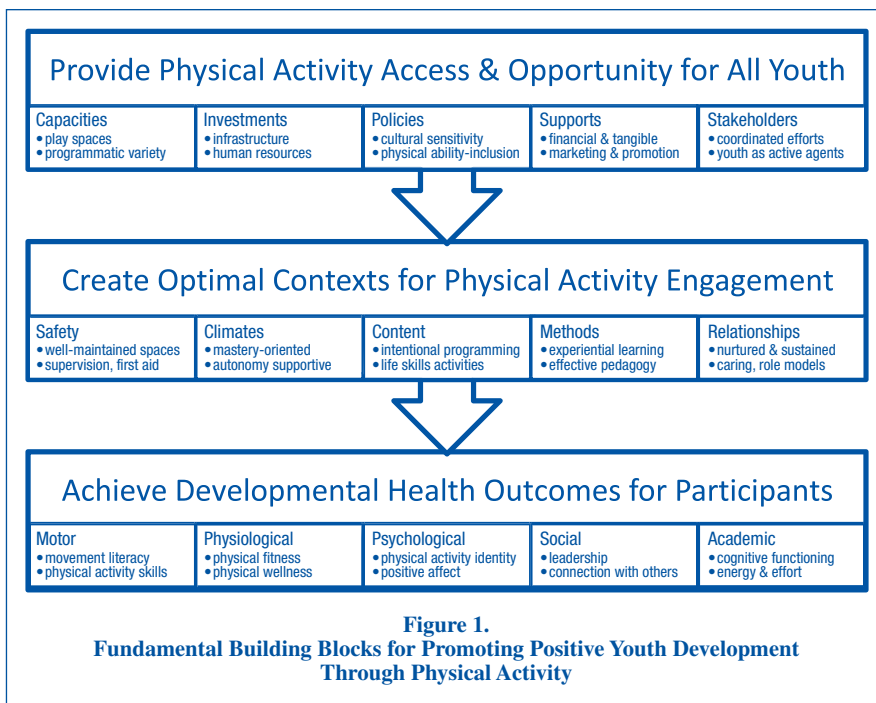 Provide Physical Activity Access & Opportunity for All Youth
Capacities
• play spaces
• programmatic variety
Investments
• infrastructure
• human resources
Policies
• cultural sensitivity
• physical ability-inclusion
Supports
• financial & tangible
• marketing & promotion
Stakeholders
• coordinated efforts
• youth as active agents
Create Optimal Contexts for Physical Activity Engagement
Safety
• well-maintained spaces
• supervision, first aid
Climates
• mastery-oriented
• autonomy supportive
Content
• intentional programming
• life skills activities
Methods
• experiential learning
• effective pedagogy
Relationships
• nurtured & sustained
• caring, role models
Achieve Developmental Health Outcomes for Participants
Motor
• movement literacy
• physical activity skills
Physiological
• physical fitness
• physical wellness
Psychological
• physical activity identity
• positive affect
Social
• leadership
• connection with others
Academic
• cognitive functioning
• energy & effort
Figure 1.
Fundamental Building Blocks for Promoting Positive Youth Development
Through Physical Activity